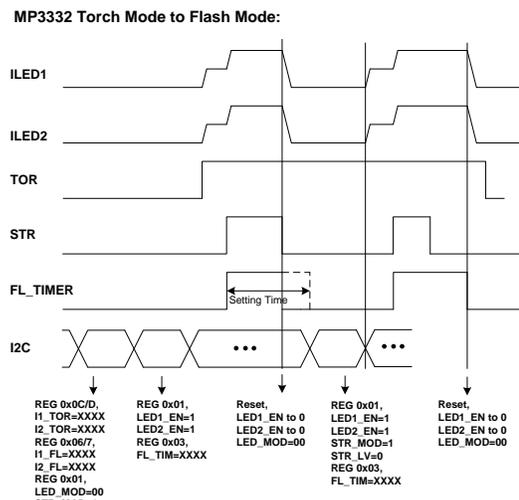 MP3332 Torch Mode to Flash Mode:
ILED1
ILED2
TOR
STR
FL_TIMER
Setting Time
I2C
•••
•••
REG 0x0C/D,
I1_TOR=XXXX
I2_TOR=XXXX
REG 0x06/7,
I1_FL=XXXX
I2_FL=XXXX
REG 0x01,
LED_MOD=00
REG 0x01,
LED1_EN=1
LED2_EN=1
REG 0x03,
FL_TIM=XXXX
Reset,
LED1_EN to 0
LED2_EN to 0
LED_MOD=00
REG 0x01,
LED1_EN=1
LED2_EN=1
STR_MOD=1
STR_LV=0
REG 0x03,
FL_TIM=XXXX
Reset,
LED1_EN to 0
LED2_EN to 0
LED_MOD=00